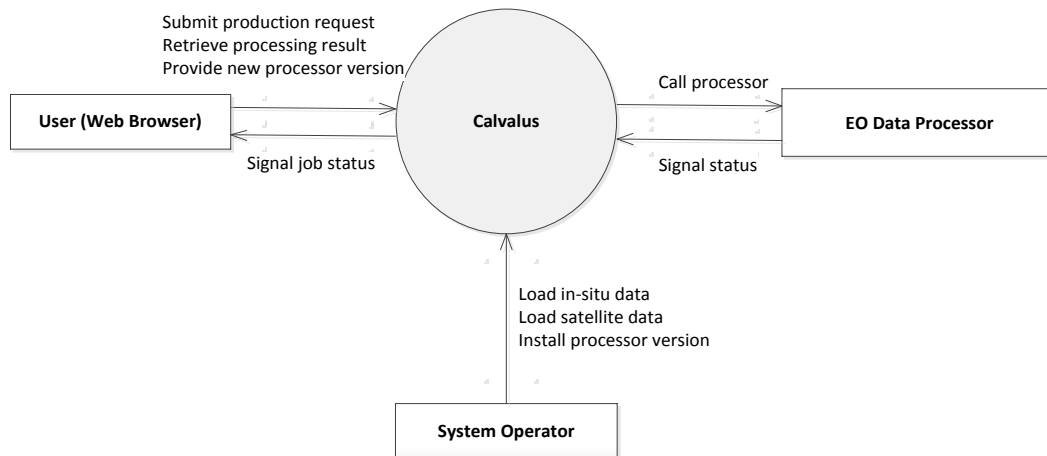 Submit production request
Retrieve processing result
Provide new processor version
User (Web Browser)
Signal job status
Calvalus
Call processor
EO Data Processor
Signal status
Load in-situ data
Load satellite data
Install processor version
System Operator